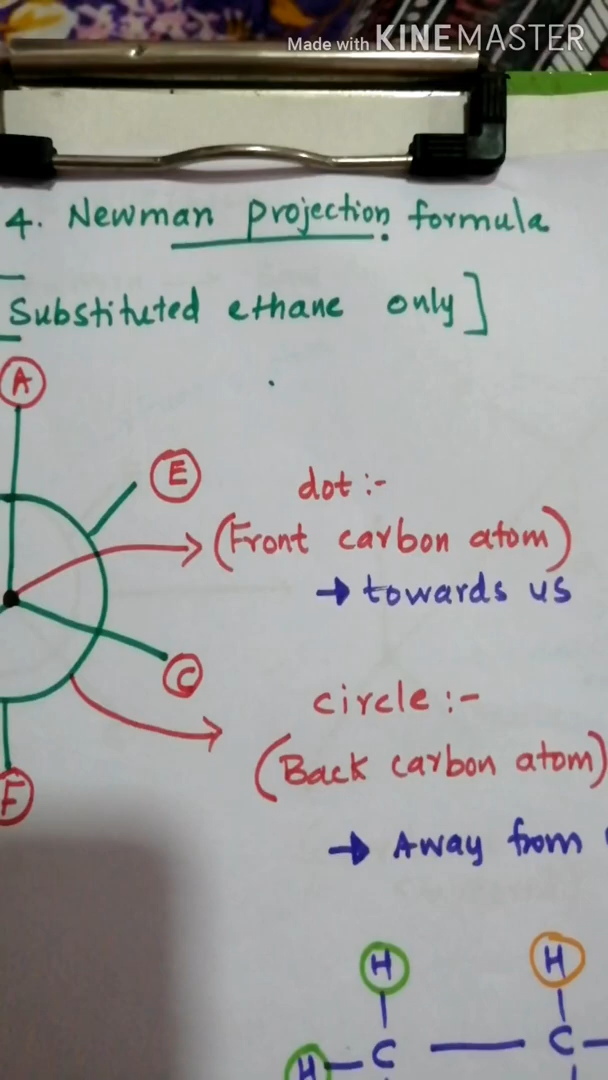 Made with KINEMASTER
4. Newman projection formula
[Substituted ethane only]
A
E
dot :-
(Front carbon atom)
→ towards us
C
circle :-
(Back carbon atom)
F
→ Away from
H H
H - C — C -